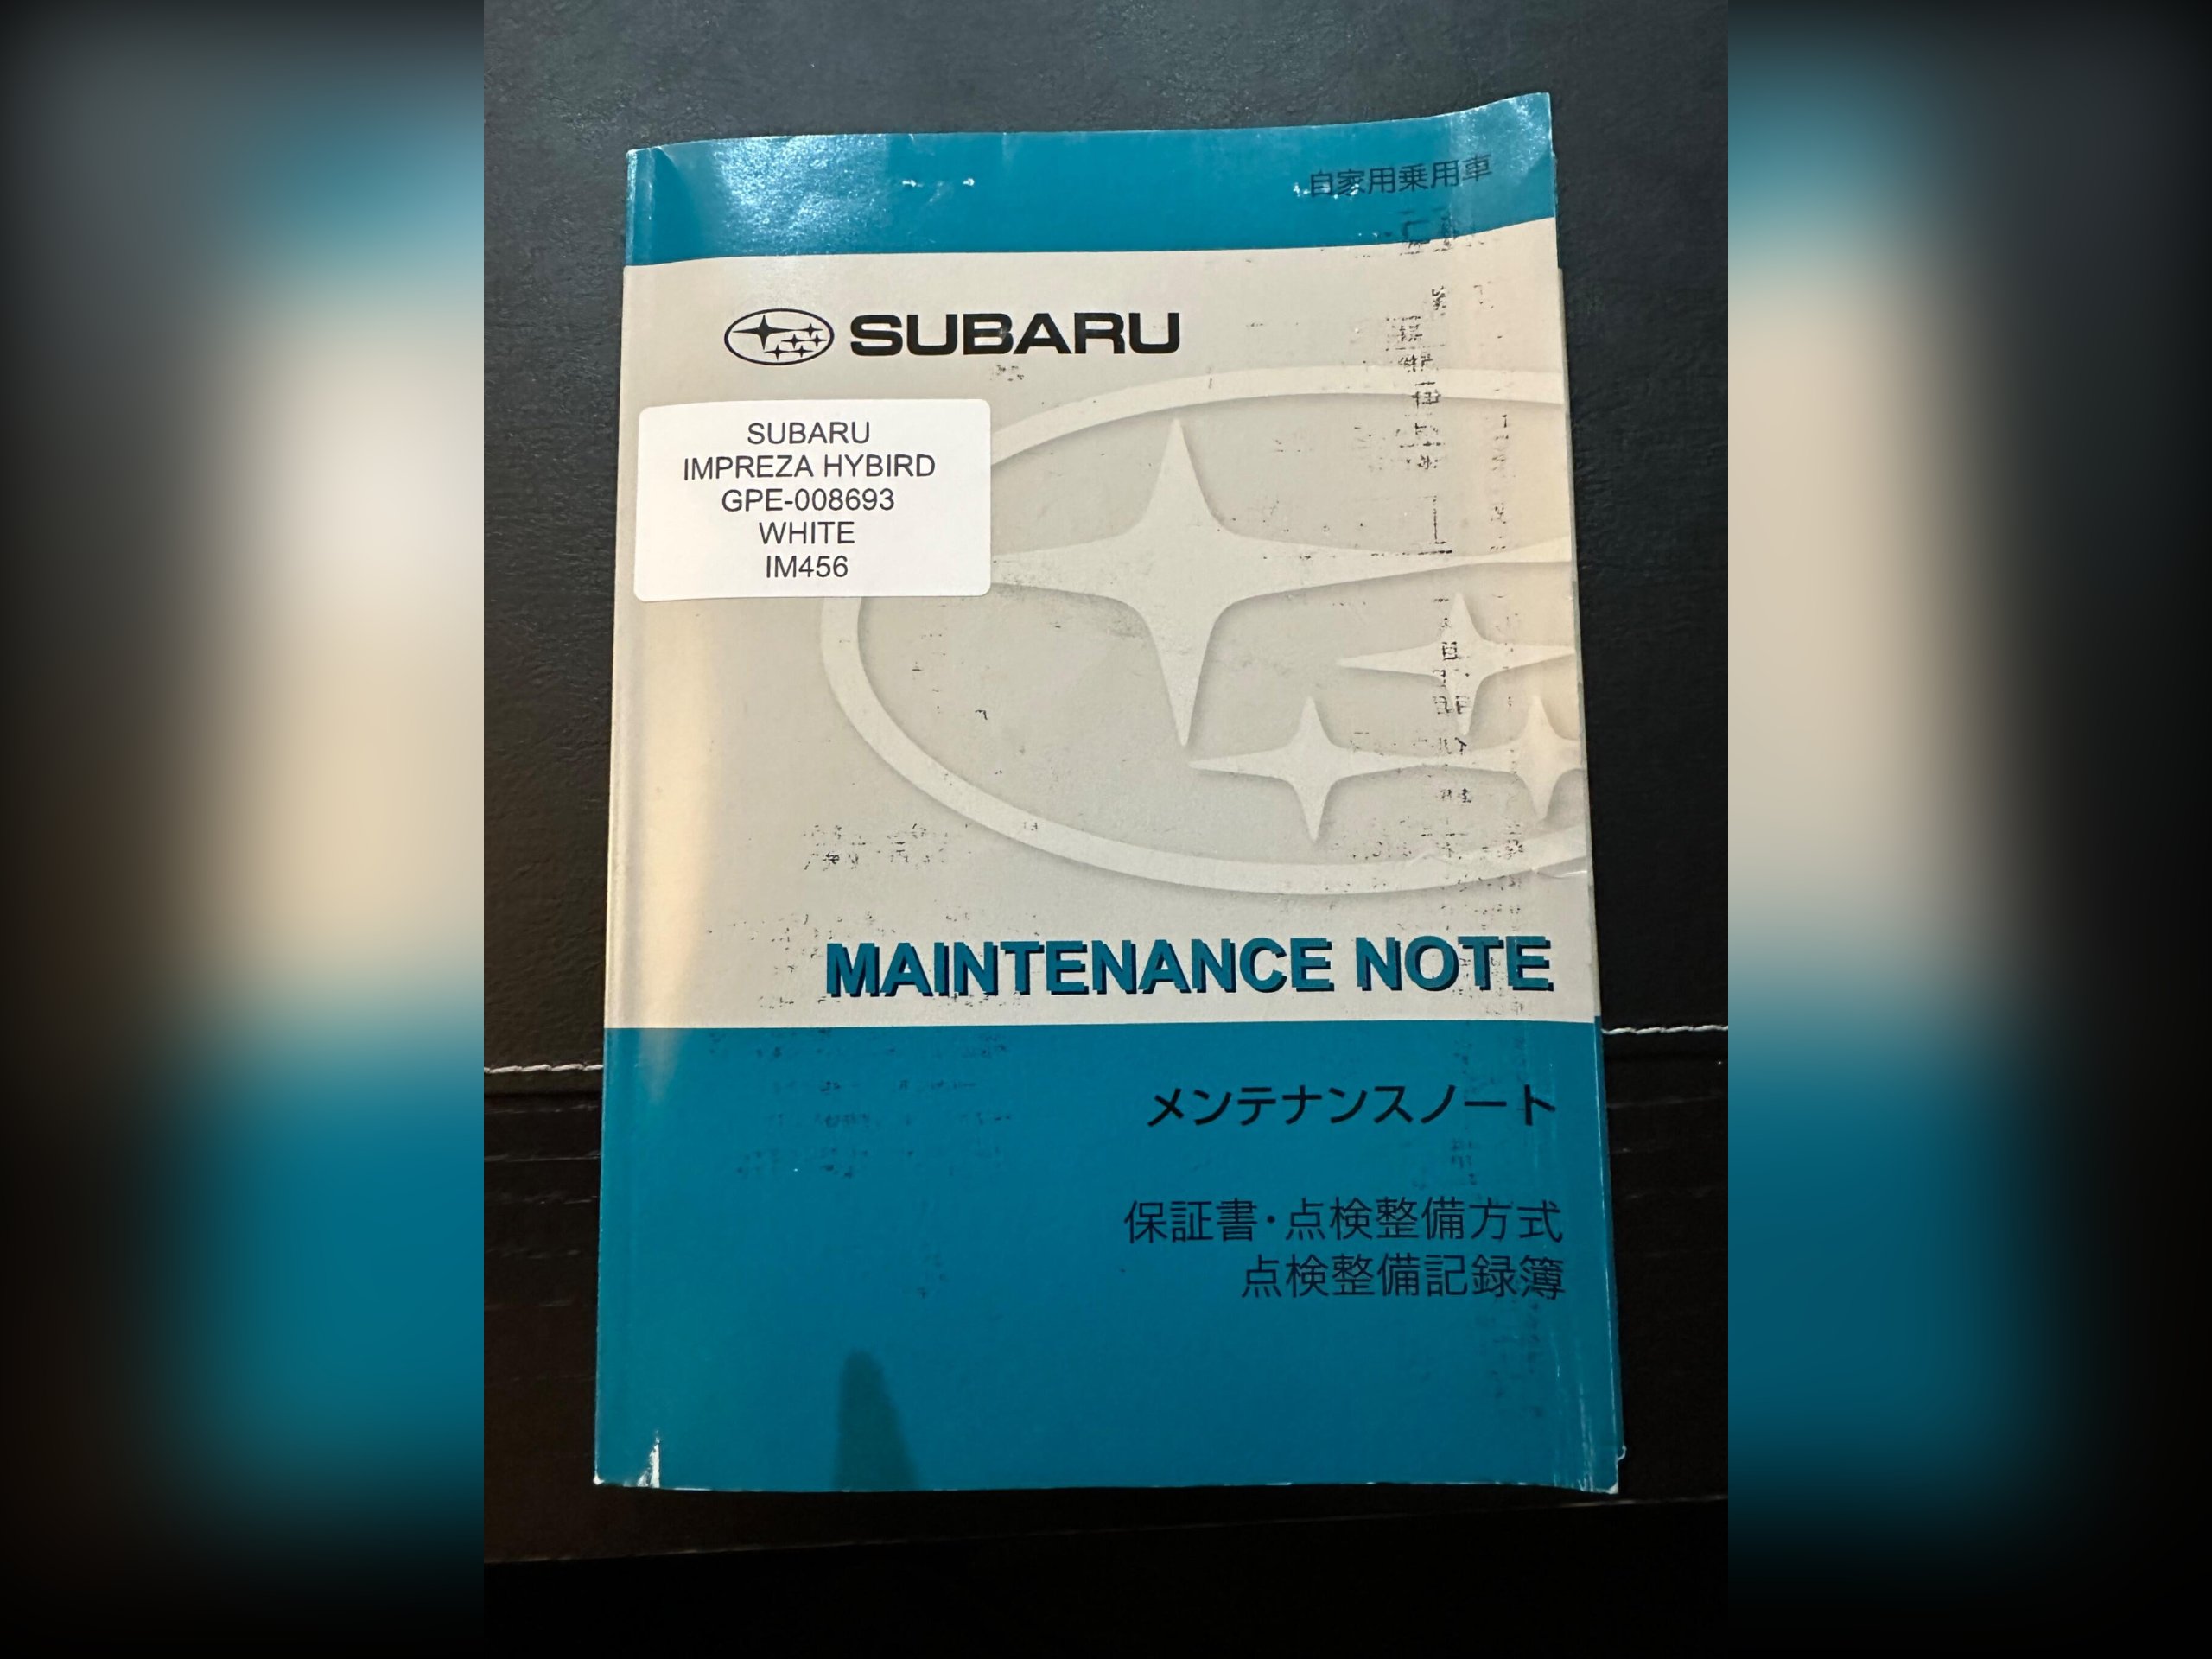 自家用乗用車
SUBARU
SUBARU
IMPREZA HYBIRD
GPE-008693
WHITE
IM456
MAINTENANCE NOTE
メンテナンスノート
保証書・点検整備方式
点検整備記録簿